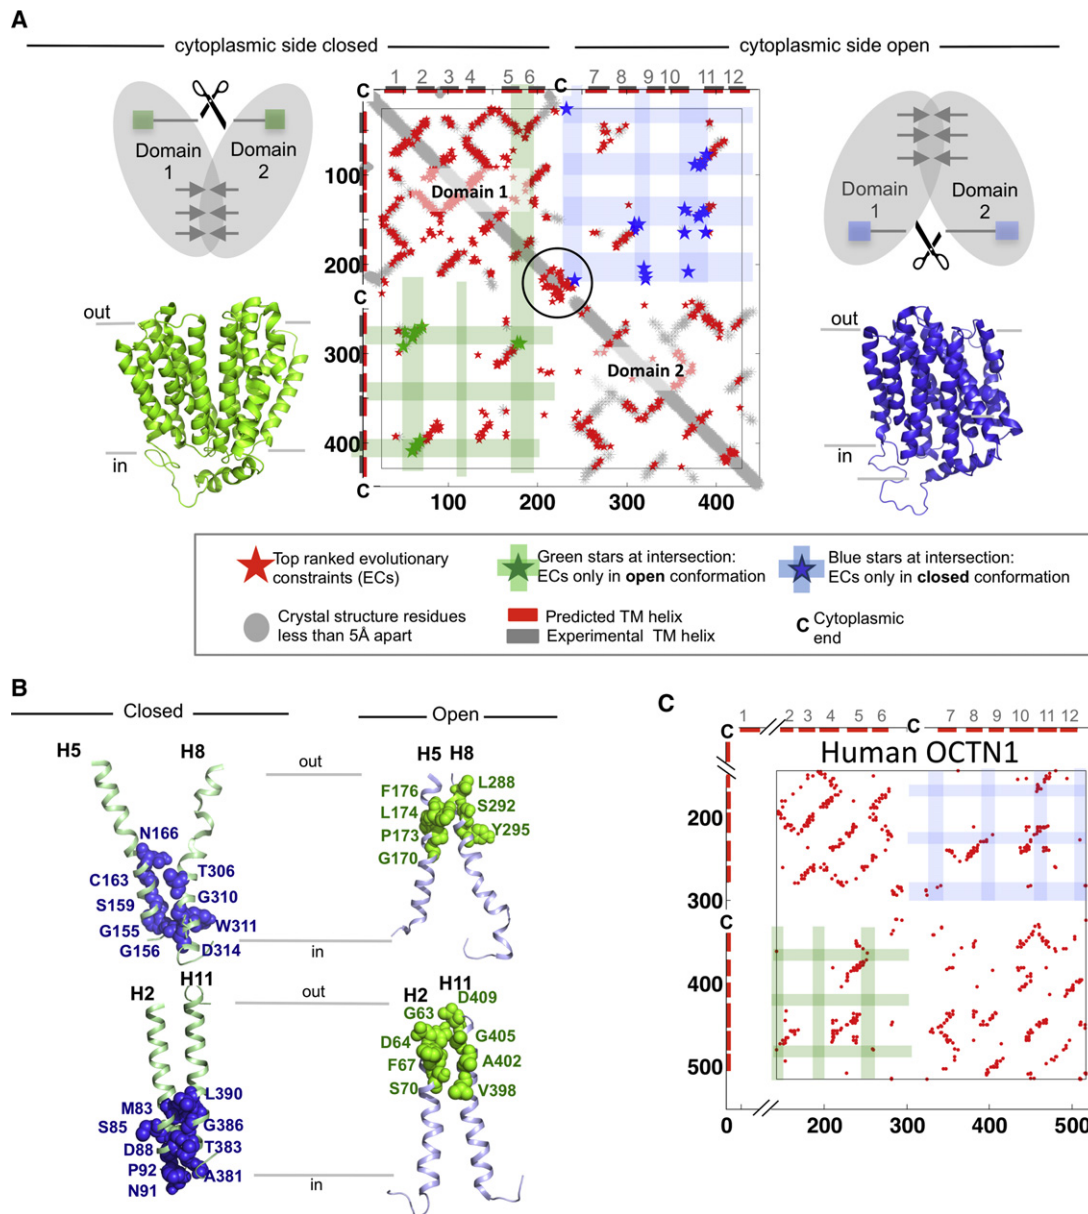 A
cytoplasmic side closed
cytoplasmic side open
C 1 2 3 4 5 6 C 7 8 9 10 11 12
Domain 1
Domain 2
Domain 1
Domain 2
Domain 1
Domain 2
100
200
C
300
400
C
C
100 200 300 400
out
in
out
in
Top ranked evolutionary constraints (ECs)
Green stars at intersection:
ECs only in open conformation
Blue stars at intersection:
ECs only in closed conformation
Crystal structure residues
less than 5Å apart
Predicted TM helix
Experimental TM helix
C Cytoplasmic
end
B
Closed
Open
H5
H8
out
H5 H8
N166
C163
S159
G155
G156
T306
G310
W311
D314
in
F176
L174
P173
G170
L288
S292
Y295
H2
H11
out
H2
H11
M83
S85
D88
P92
N91
L390
G386
T383
A381
in
G63
D64
F67
S70
D409
G405
A402
V398
C
C 1 2 3 4 5 6 C 7 8 9 10 11 12
Human OCTN1
200
300
C
400
500
0 200 300 400 500